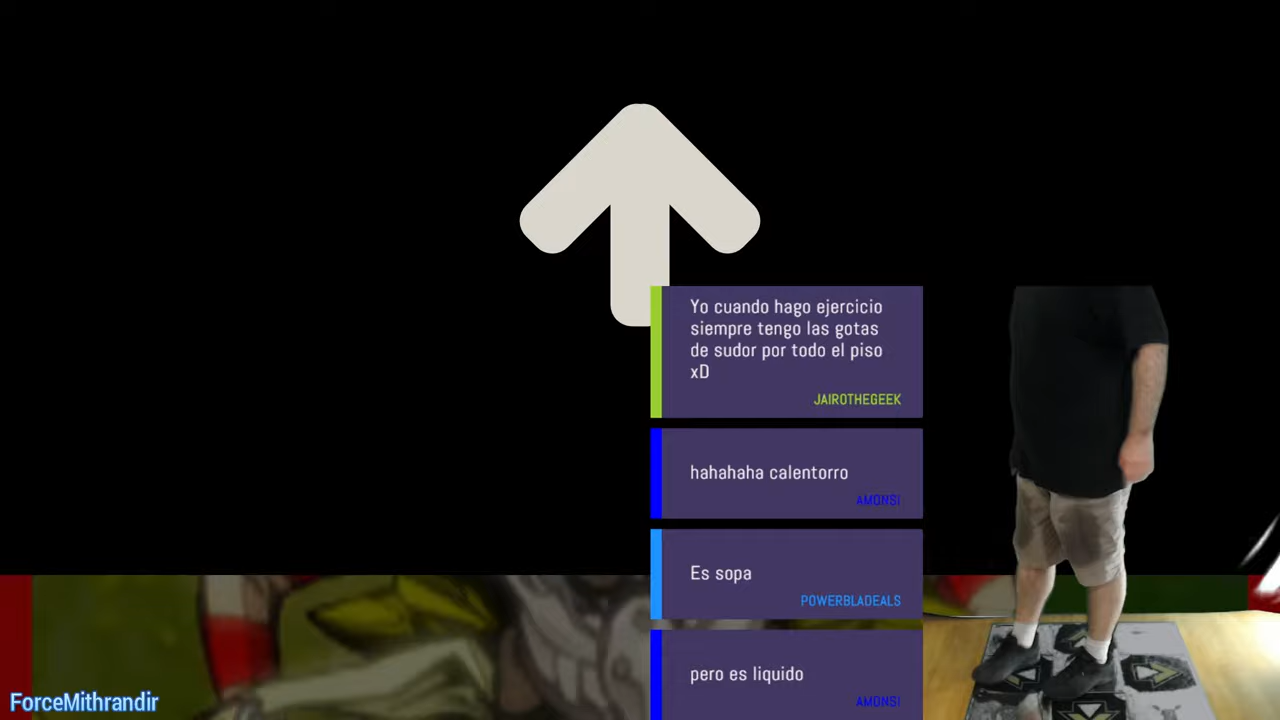 Yo cuando hago ejercicio
siempre tengo las gotas
de sudor por todo el piso
xD
JAIROTHEGEEK
hahahaha calentorro
AMONSI
Es sopa
POWERBLADEALS
pero es liquido
AMONSI
ForceMithrandir